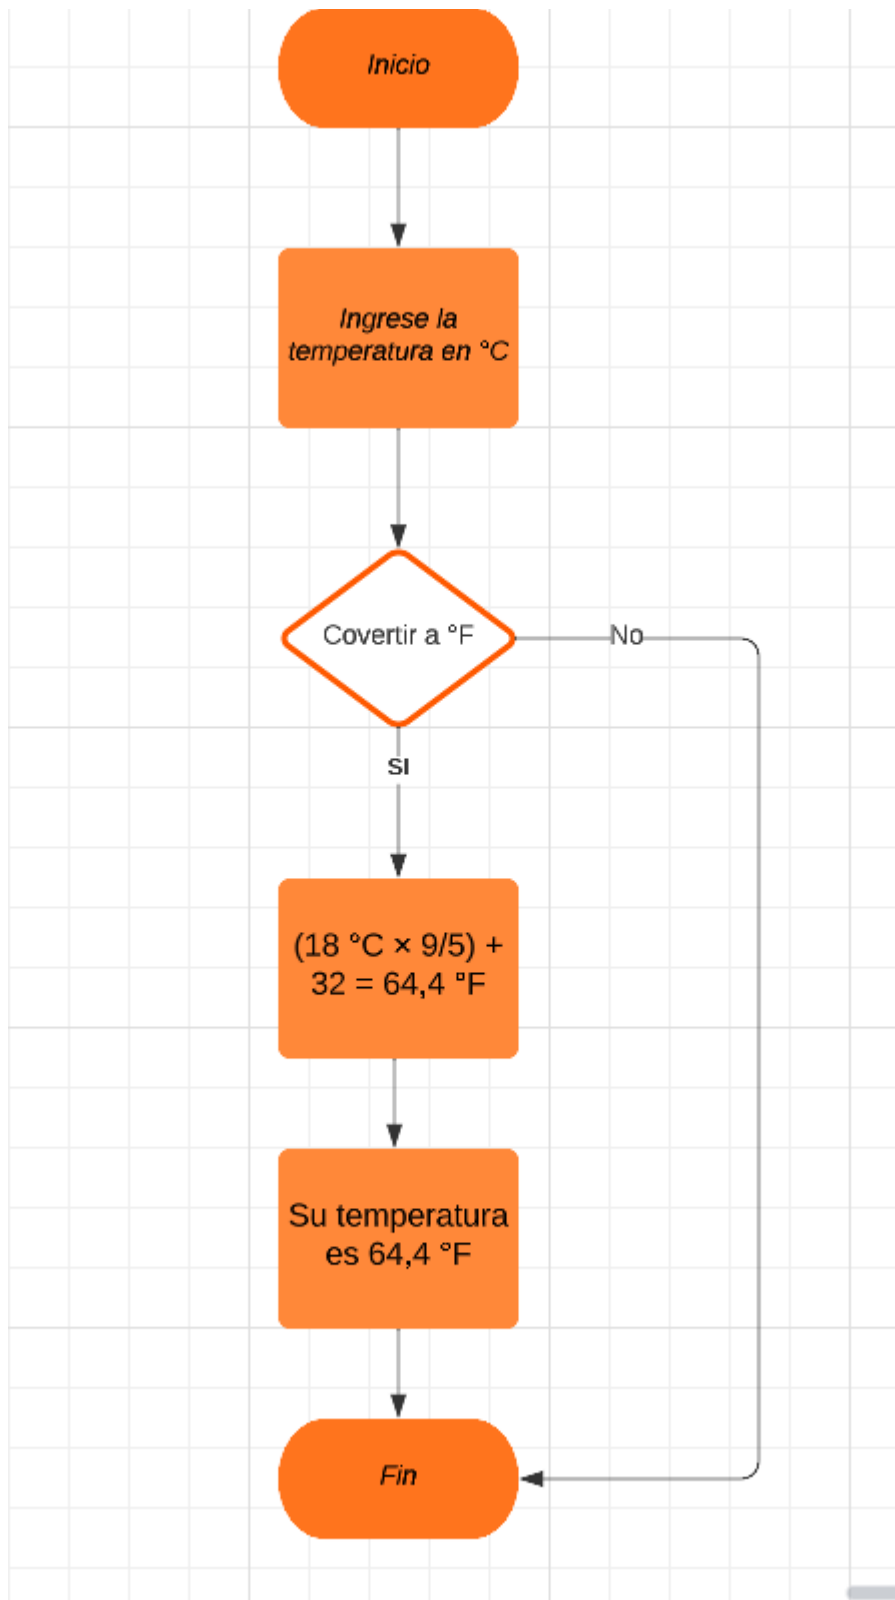 Inicio
Ingrese la
temperatura en °C
Covertir a °F
No
SI
(18 °C × 9/5) +
32 = 64,4 °F
Su temperatura
es 64,4 °F
Fin